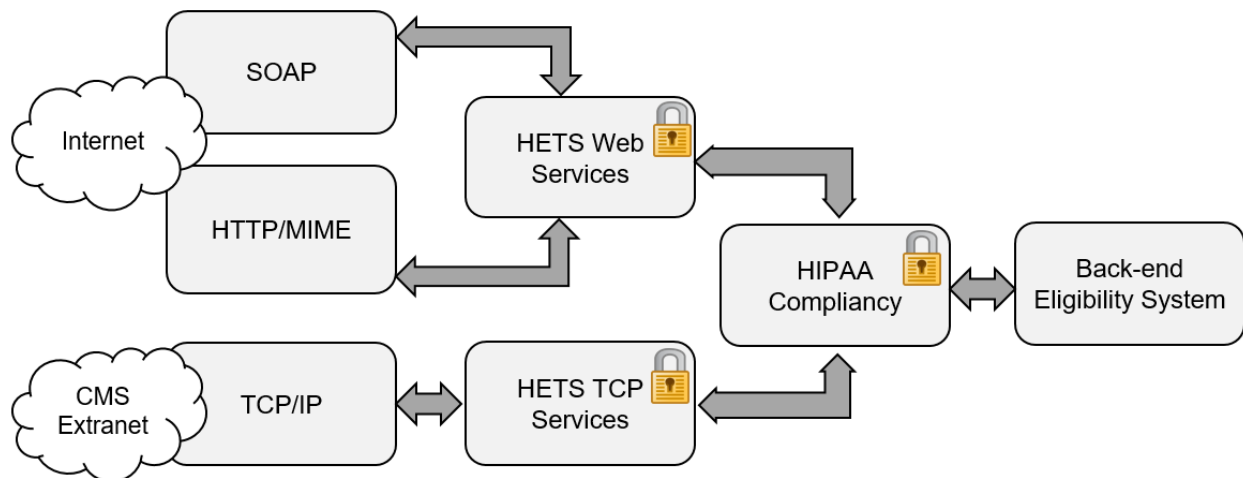 SOAP
Internet
HTTP/MIME
HETS Web
Services
HIPAA
Compliancy
Back-end
Eligibility System
CMS
Extranet
TCP/IP
HETS TCP
Services